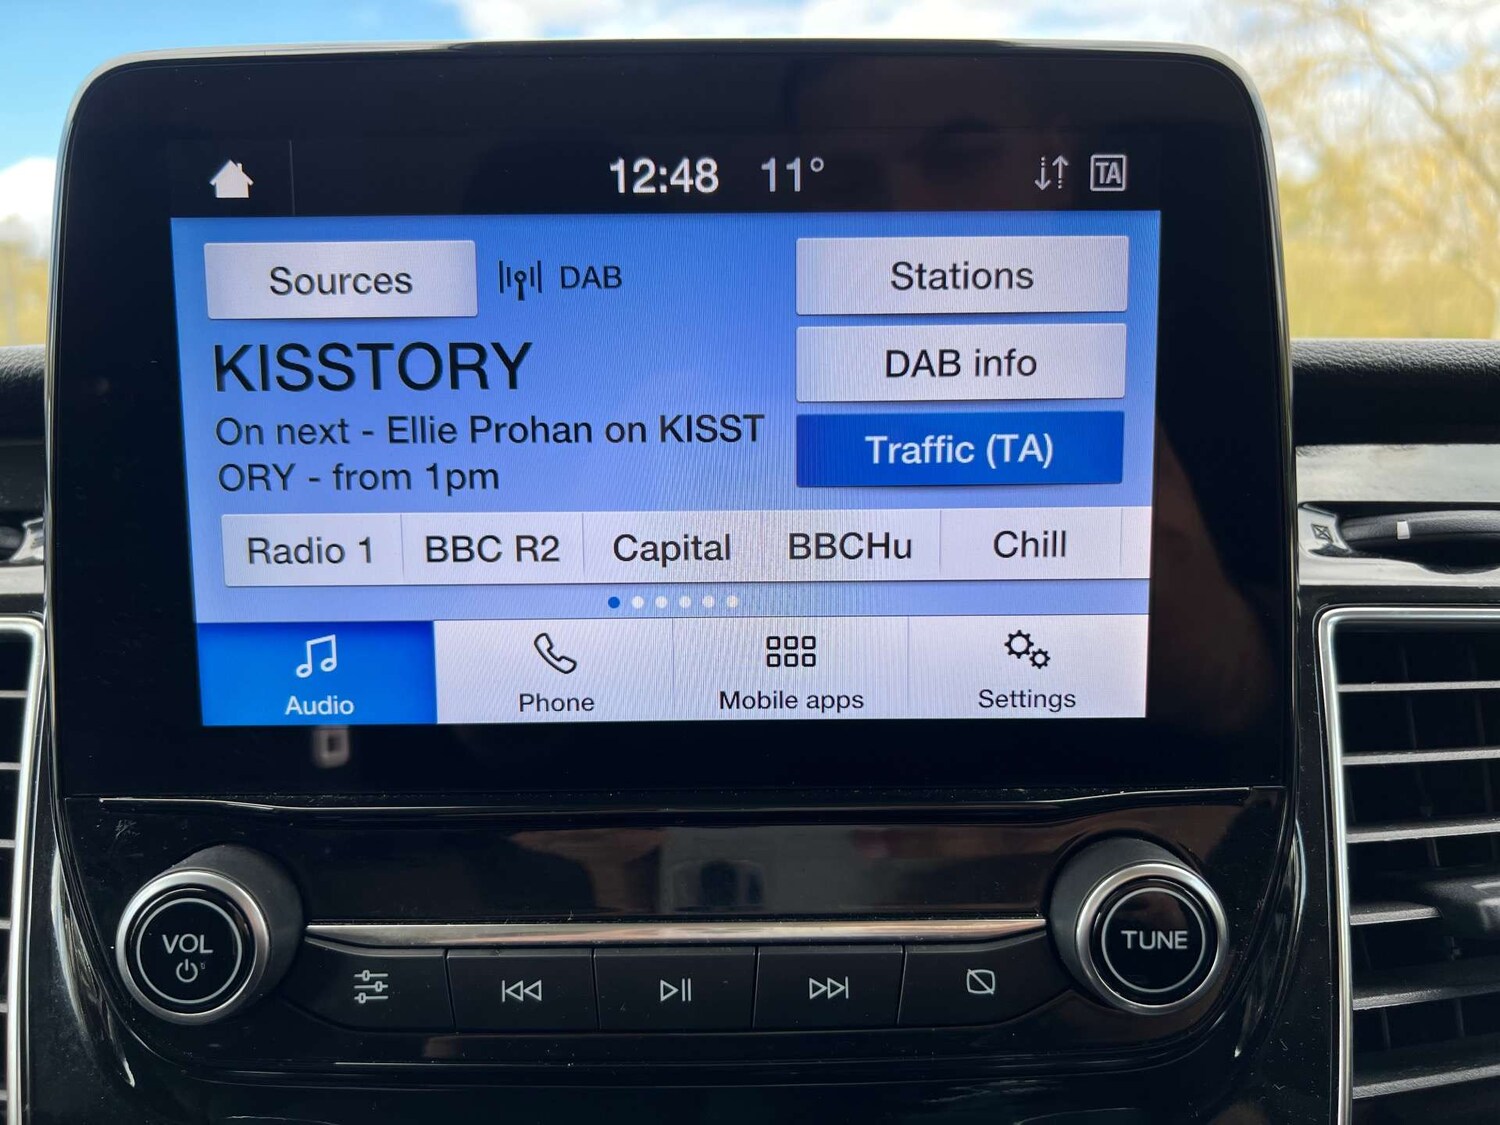 12:48 11° TA
Sources DAB Stations
KISSTORY
DAB info
On next - Ellie Prohan on KISST
ORY - from 1pm
Traffic (TA)
Radio 1 BBC R2 Capital BBCHu Chill
Audio Phone Mobile apps Settings
VOL
TUNE